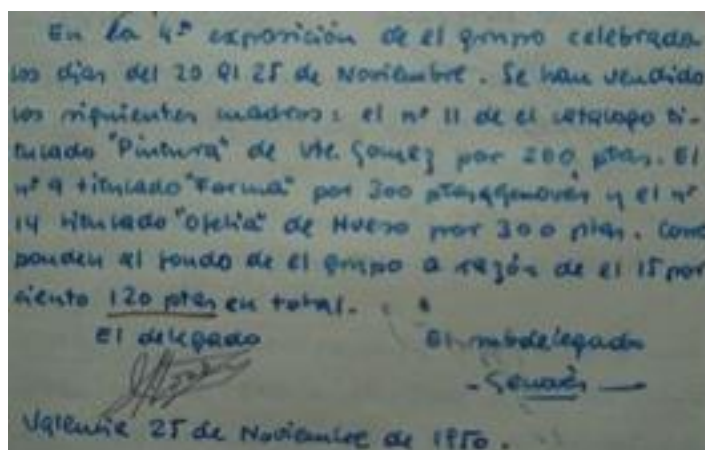 En la 4ª exposición de el grupo celebrada
los días del 20 al 25 de Noviembre. Se han vendido
los siguientes cuadros: el nº 11 de el catalogo ti-
tulado "Pintura" de Vte. Gomez por 200 ptas. El
nº 9 titulado "Forma" por 300 ptas Genovés y el nº
14 titulado "Ofelia" de Hueso por 300 ptas. Corres
ponden al fondo de el grupo a razón de el 15 por
ciento 120 ptas en total.
El delegado El subdelegado
- Genovés -
Valencia 25 de Noviembre de 1950.